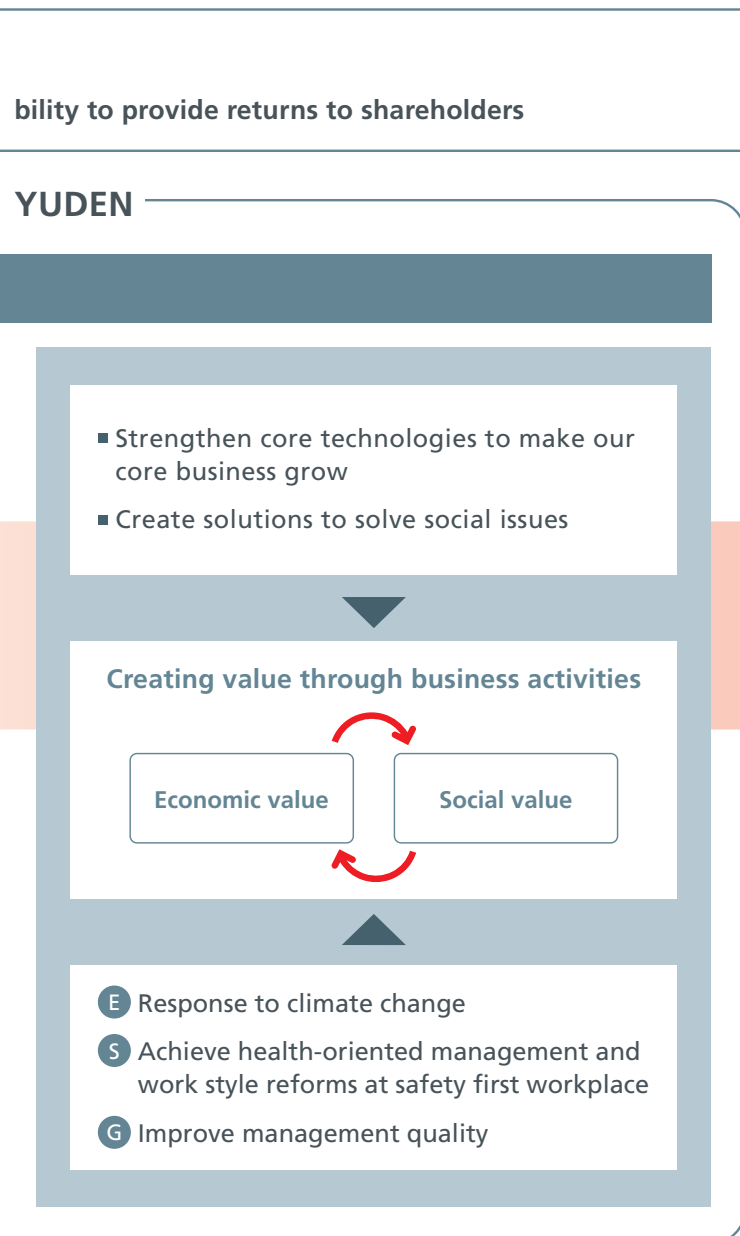 bility to provide returns to shareholders
YUDEN
Strengthen core technologies to make our
core business grow
Create solutions to solve social issues
Creating value through business activities
Economic value
Social value
E Response to climate change
S Achieve health-oriented management and
work style reforms at safety first workplace
G Improve management quality